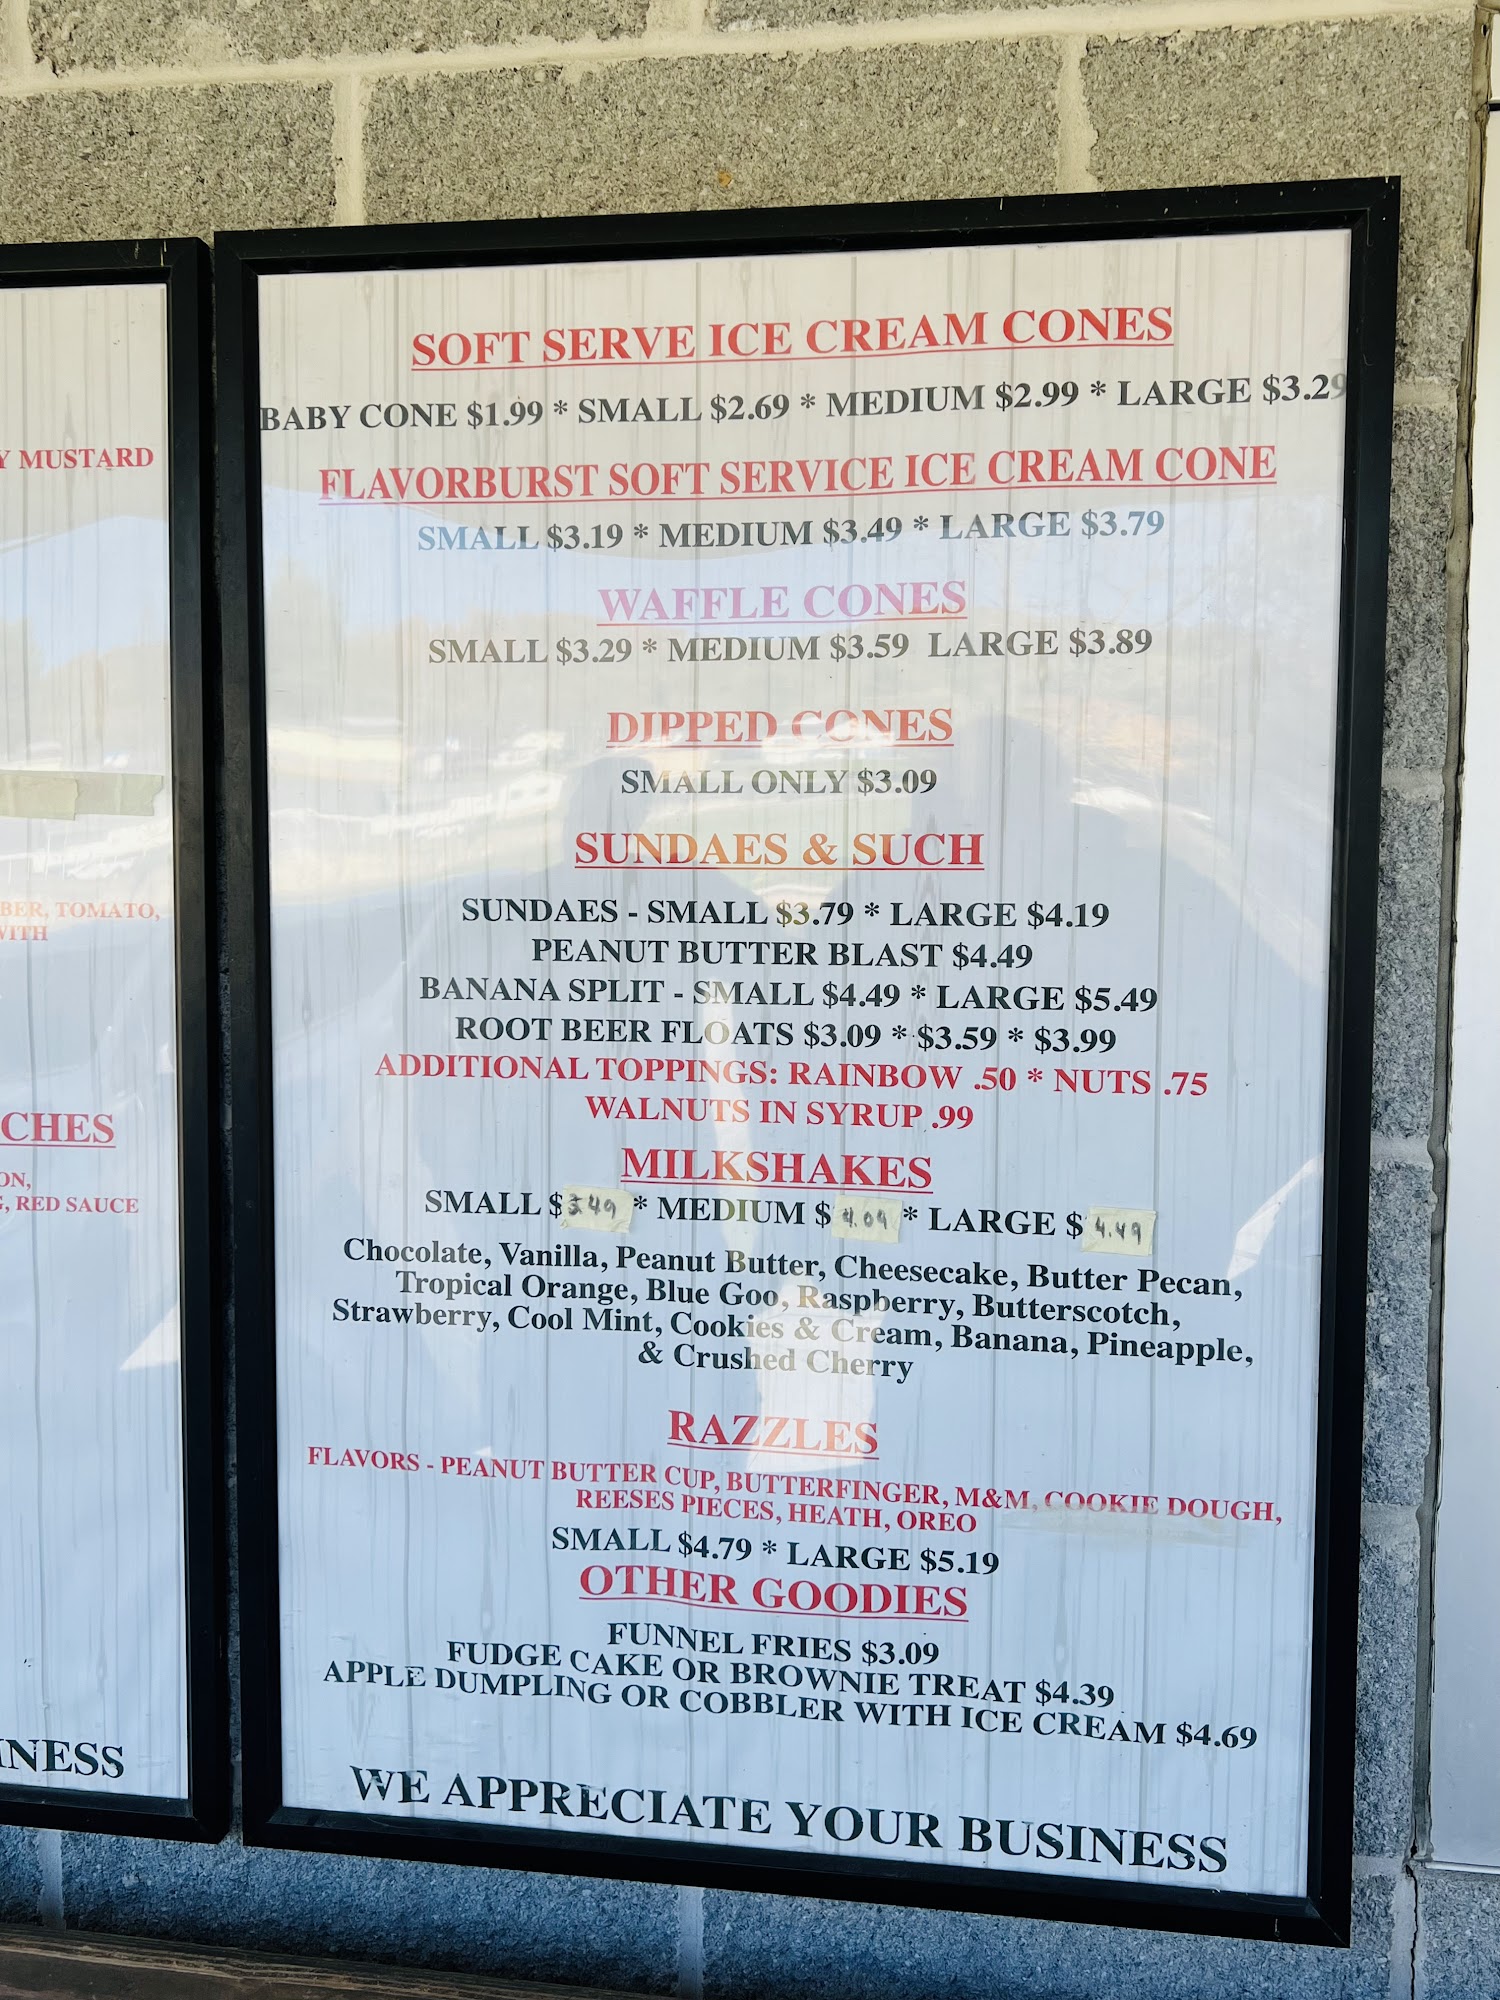 Y MUSTARD
BER, TOMATO,
WITH
CHES
ON,
, RED SAUCE
INESS
SOFT SERVE ICE CREAM CONES
BABY CONE $1.99 * SMALL $2.69 * MEDIUM $2.99 * LARGE $3.29
FLAVORBURST SOFT SERVICE ICE CREAM CONE
SMALL $3.19 * MEDIUM $3.49 * LARGE $3.79
WAFFLE CONES
SMALL $3.29 * MEDIUM $3.59 LARGE $3.89
DIPPED CONES
SMALL ONLY $3.09
SUNDAES & SUCH
SUNDAES - SMALL $3.79 * LARGE $4.19
PEANUT BUTTER BLAST $4.49
BANANA SPLIT - SMALL $4.49 * LARGE $5.49
ROOT BEER FLOATS $3.09 * $3.59 * $3.99
ADDITIONAL TOPPINGS: RAINBOW .50 * NUTS .75
WALNUTS IN SYRUP .99
MILKSHAKES
SMALL $3.49 * MEDIUM $ 4.09 * LARGE $ 4.49
Chocolate, Vanilla, Peanut Butter, Cheesecake, Butter Pecan,
Tropical Orange, Blue Goo, Raspberry, Butterscotch,
Strawberry, Cool Mint, Cookies & Cream, Banana, Pineapple,
& Crushed Cherry
RAZZLES
FLAVORS - PEANUT BUTTER CUP, BUTTERFINGER, M&M, COOKIE DOUGH,
REESES PIECES, HEATH, OREO
SMALL $4.79 * LARGE $5.19
OTHER GOODIES
FUNNEL FRIES $3.09
FUDGE CAKE OR BROWNIE TREAT $4.39
APPLE DUMPLING OR COBBLER WITH ICE CREAM $4.69
WE APPRECIATE YOUR BUSINESS